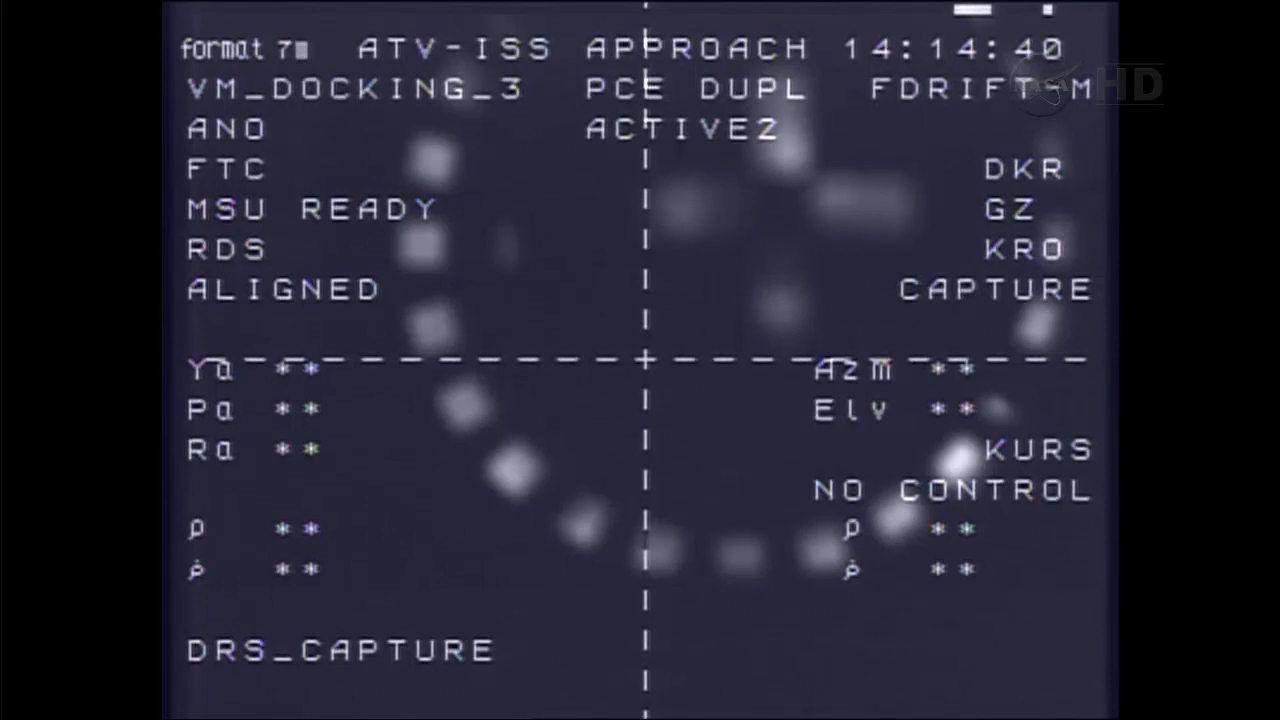 format 7 ATV-ISS APPROACH 14:14:40
VM_DOCKING_3 PCE DUPL FDRIFT M
HD
ANO ACTIVE2
FTC DKR
MSU READY GZ
RDS KRO
ALIGNED CAPTURE
Ya ** Azm **
Pa ** Elv **
Ra ** KURS
NO CONTROL
ρ ** ρ **
ρ̇ ** ρ̇ **
DRS_CAPTURE